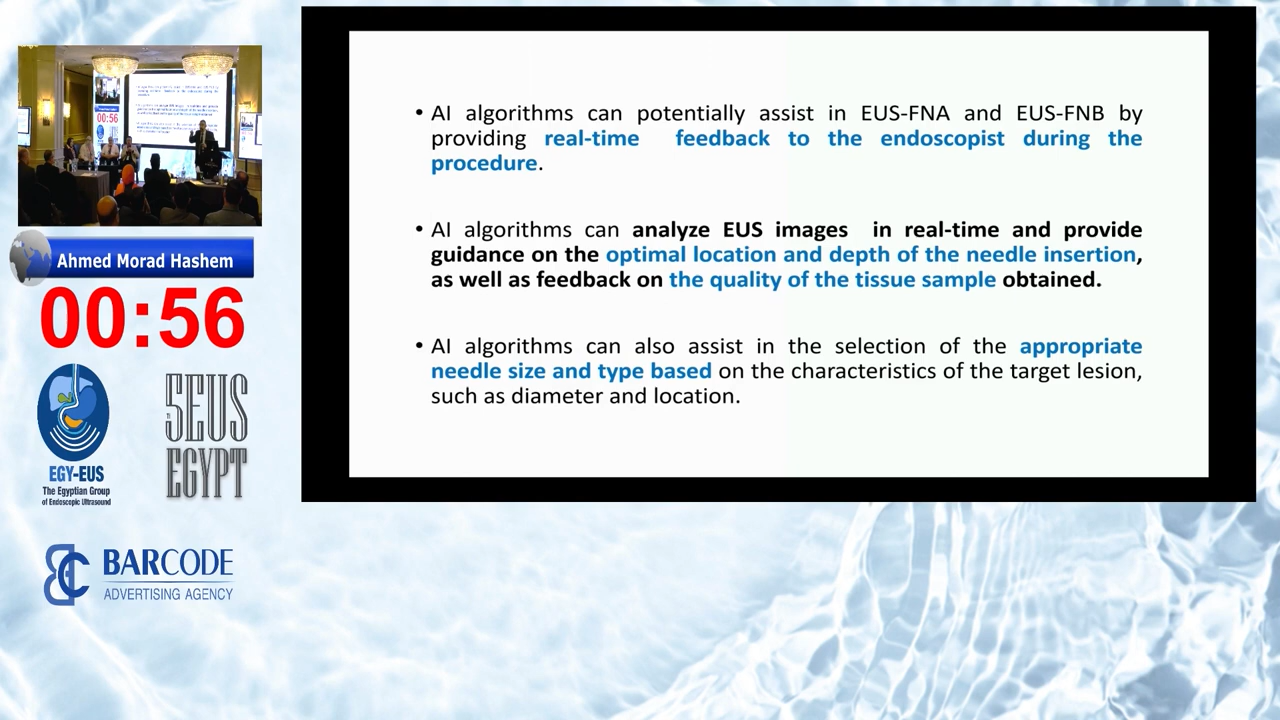 Ahmed Morad Hashem
00:56
EGY-EUS
The Egyptian Group
of Endoscopic Ultrasound
5EUS
EGYPT
BARCODE
ADVERTISING AGENCY
• AI algorithms can potentially assist in EUS-FNA and EUS-FNB by
providing real-time feedback to the endoscopist during the
procedure.
• AI algorithms can analyze EUS images in real-time and provide
guidance on the optimal location and depth of the needle insertion,
as well as feedback on the quality of the tissue sample obtained.
• AI algorithms can also assist in the selection of the appropriate
needle size and type based on the characteristics of the target lesion,
such as diameter and location.
00:56